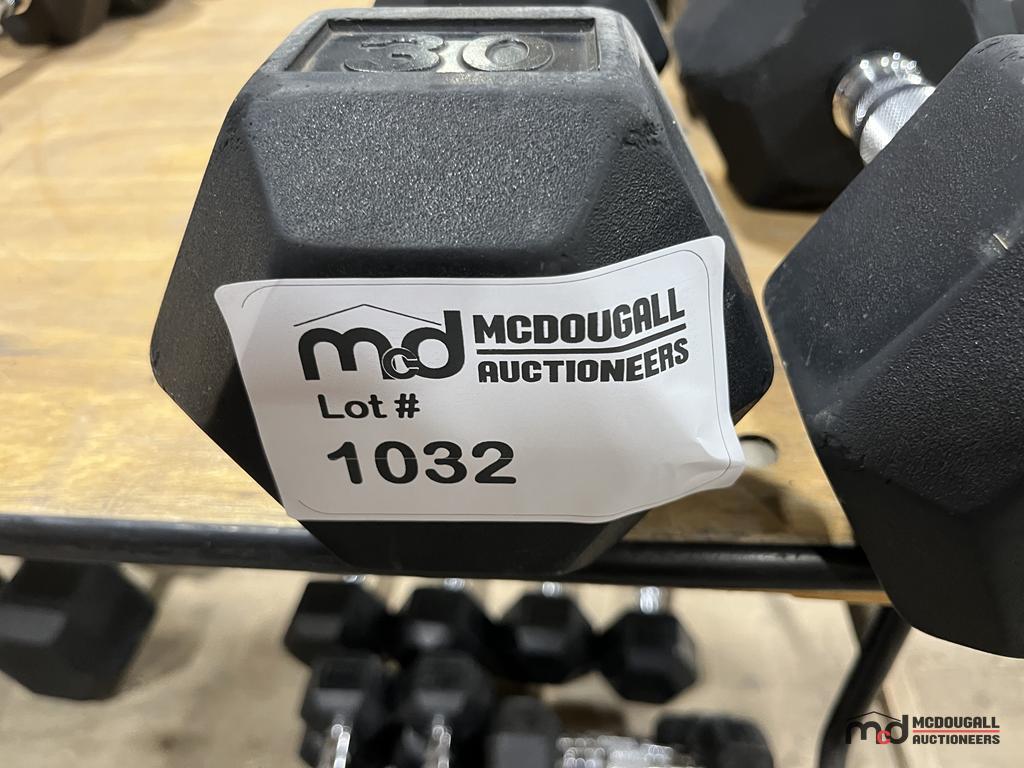 30
mcd MCDOUGALL
AUCTIONEERS
Lot #
1032
mcd MCDOUGALL
AUCTIONEERS